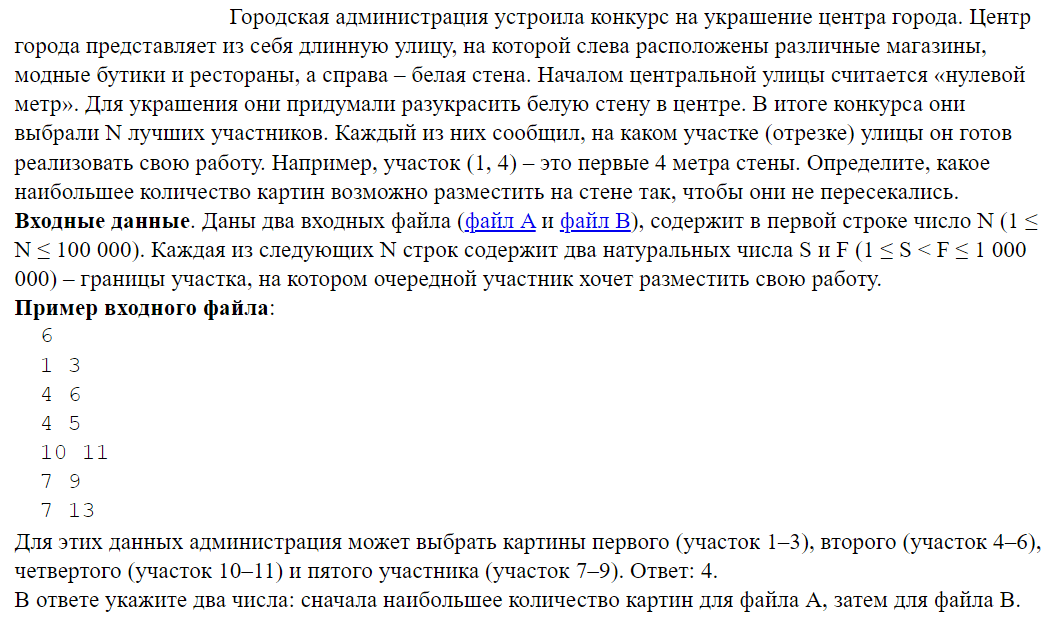 Городская администрация устроила конкурс на украшение центра города. Центр
города представляет из себя длинную улицу, на которой слева расположены различные магазины,
модные бутики и рестораны, а справа – белая стена. Началом центральной улицы считается «нулевой
метр». Для украшения они придумали разукрасить белую стену в центре. В итоге конкурса они
выбрали N лучших участников. Каждый из них сообщил, на каком участке (отрезке) улицы он готов
реализовать свою работу. Например, участок (1, 4) – это первые 4 метра стены. Определите, какое
наибольшее количество картин возможно разместить на стене так, чтобы они не пересекались.
Входные данные. Даны два входных файла (файл A и файл B), содержит в первой строке число N (1 ≤
N ≤ 100 000). Каждая из следующих N строк содержит два натуральных числа S и F (1 ≤ S < F ≤ 1 000
000) – границы участка, на котором очередной участник хочет разместить свою работу.
Пример входного файла:
6
1 3
4 6
4 5
10 11
7 9
7 13
Для этих данных администрация может выбрать картины первого (участок 1–3), второго (участок 4–6),
четвертого (участок 10–11) и пятого участника (участок 7–9). Ответ: 4.
В ответе укажите два числа: сначала наибольшее количество картин для файла A, затем для файла B.